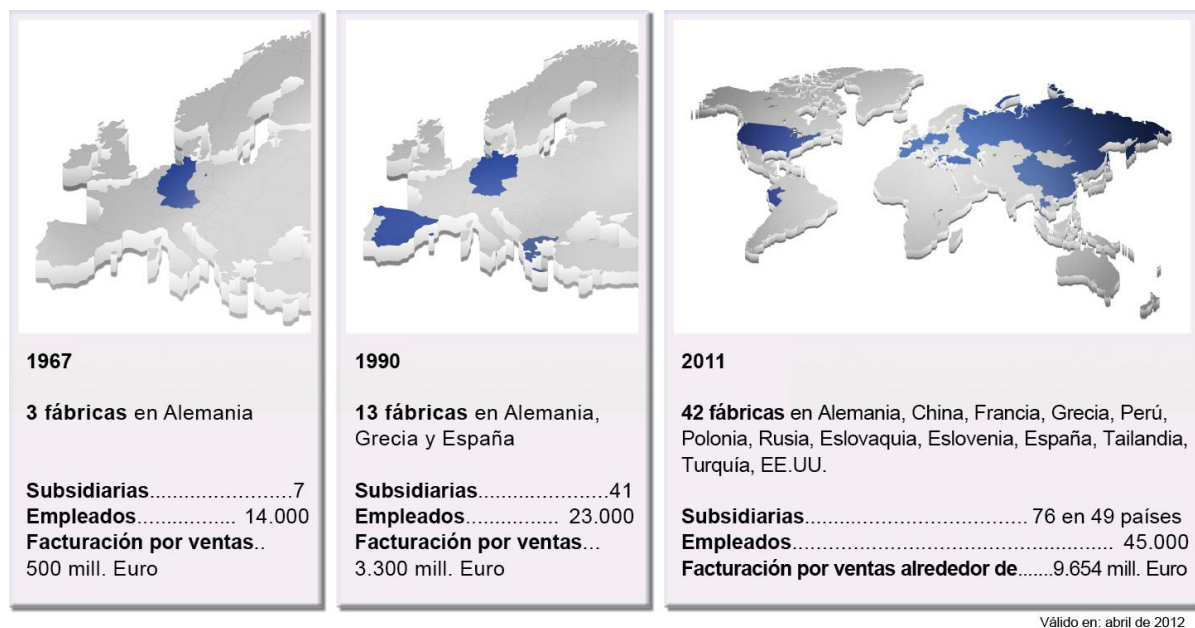 1967
3 fábricas en Alemania
Subsidiarias........................7
Empleados................. 14.000
Facturación por ventas..
500 mill. Euro
1990
13 fábricas en Alemania,
Grecia y España
Subsidiarias......................41
Empleados................ 23.000
Facturación por ventas...
3.300 mill. Euro
2011
42 fábricas en Alemania, China, Francia, Grecia, Perú,
Polonia, Rusia, Eslovaquia, Eslovenia, España, Tailandia,
Turquía, EE.UU.
Subsidiarias...................................... 76 en 49 países
Empleados....................................................... 45.000
Facturación por ventas alrededor de.......9.654 mill. Euro
Válido en: abril de 2012